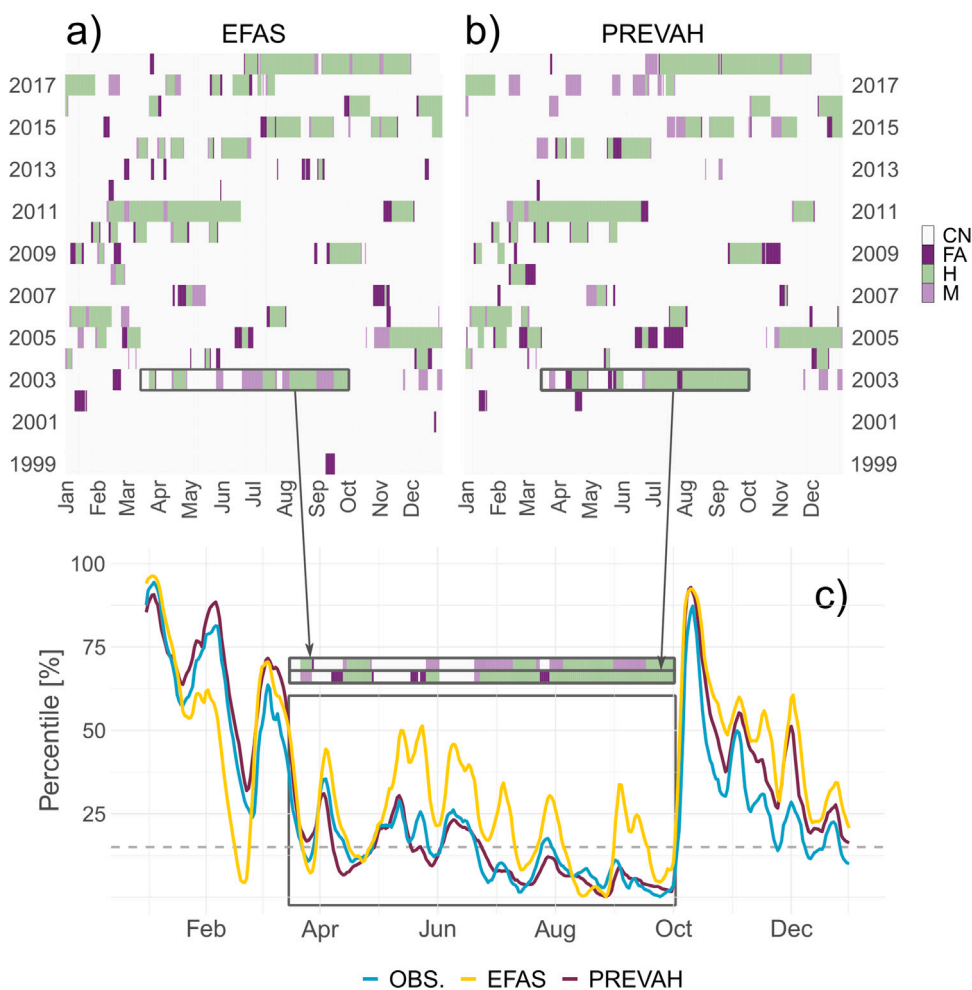 a) b)
EFAS PREVAH
2017 2017
2015 2015
2013 2013
2011 2011
2009 2009
2007 2007
2005 2005
2003 2003
2001 2001
1999 1999
CN
FA
H
M
Jan Feb Mar Apr May Jun Jul Aug Sep Oct Nov Dec
Jan Feb Mar Apr May Jun Jul Aug Sep Oct Nov Dec
c)
Percentile [%]
100
75
50
25
Feb Apr Jun Aug Oct Dec
OBS. EFAS PREVAH